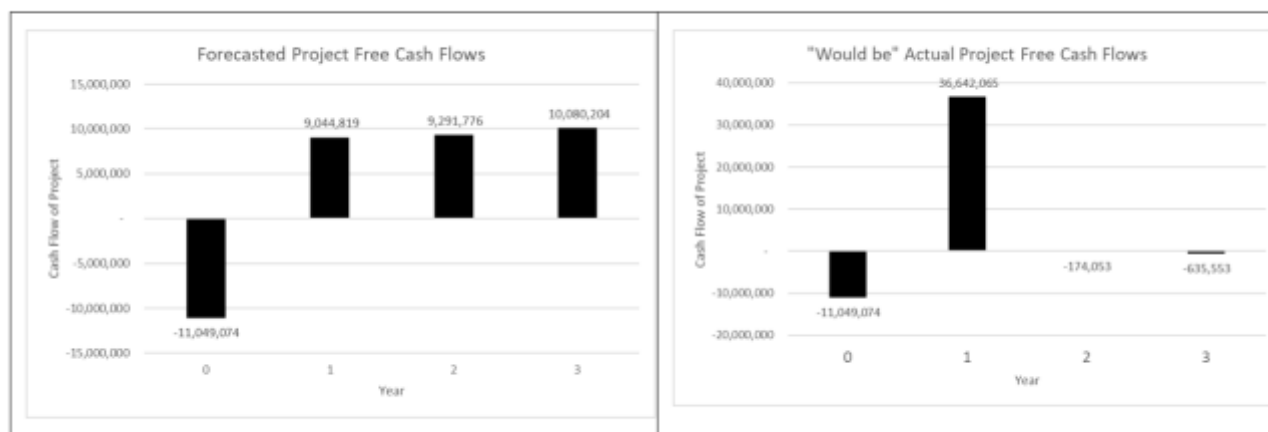 Forecasted Project Free Cash Flows
15,000,000
10,000,000
5,000,000
-
-5,000,000
-10,000,000
-15,000,000
Cash Flow of Project
9,044,819
9,291,776
10,080,204
-11,049,074
0 1 2 3
Year
"Would be" Actual Project Free Cash Flows
40,000,000
30,000,000
20,000,000
10,000,000
-
-10,000,000
-20,000,000
Cash Flow of Project
36,642,065
-174,053
-635,553
-11,049,074
0 1 2 3
Year